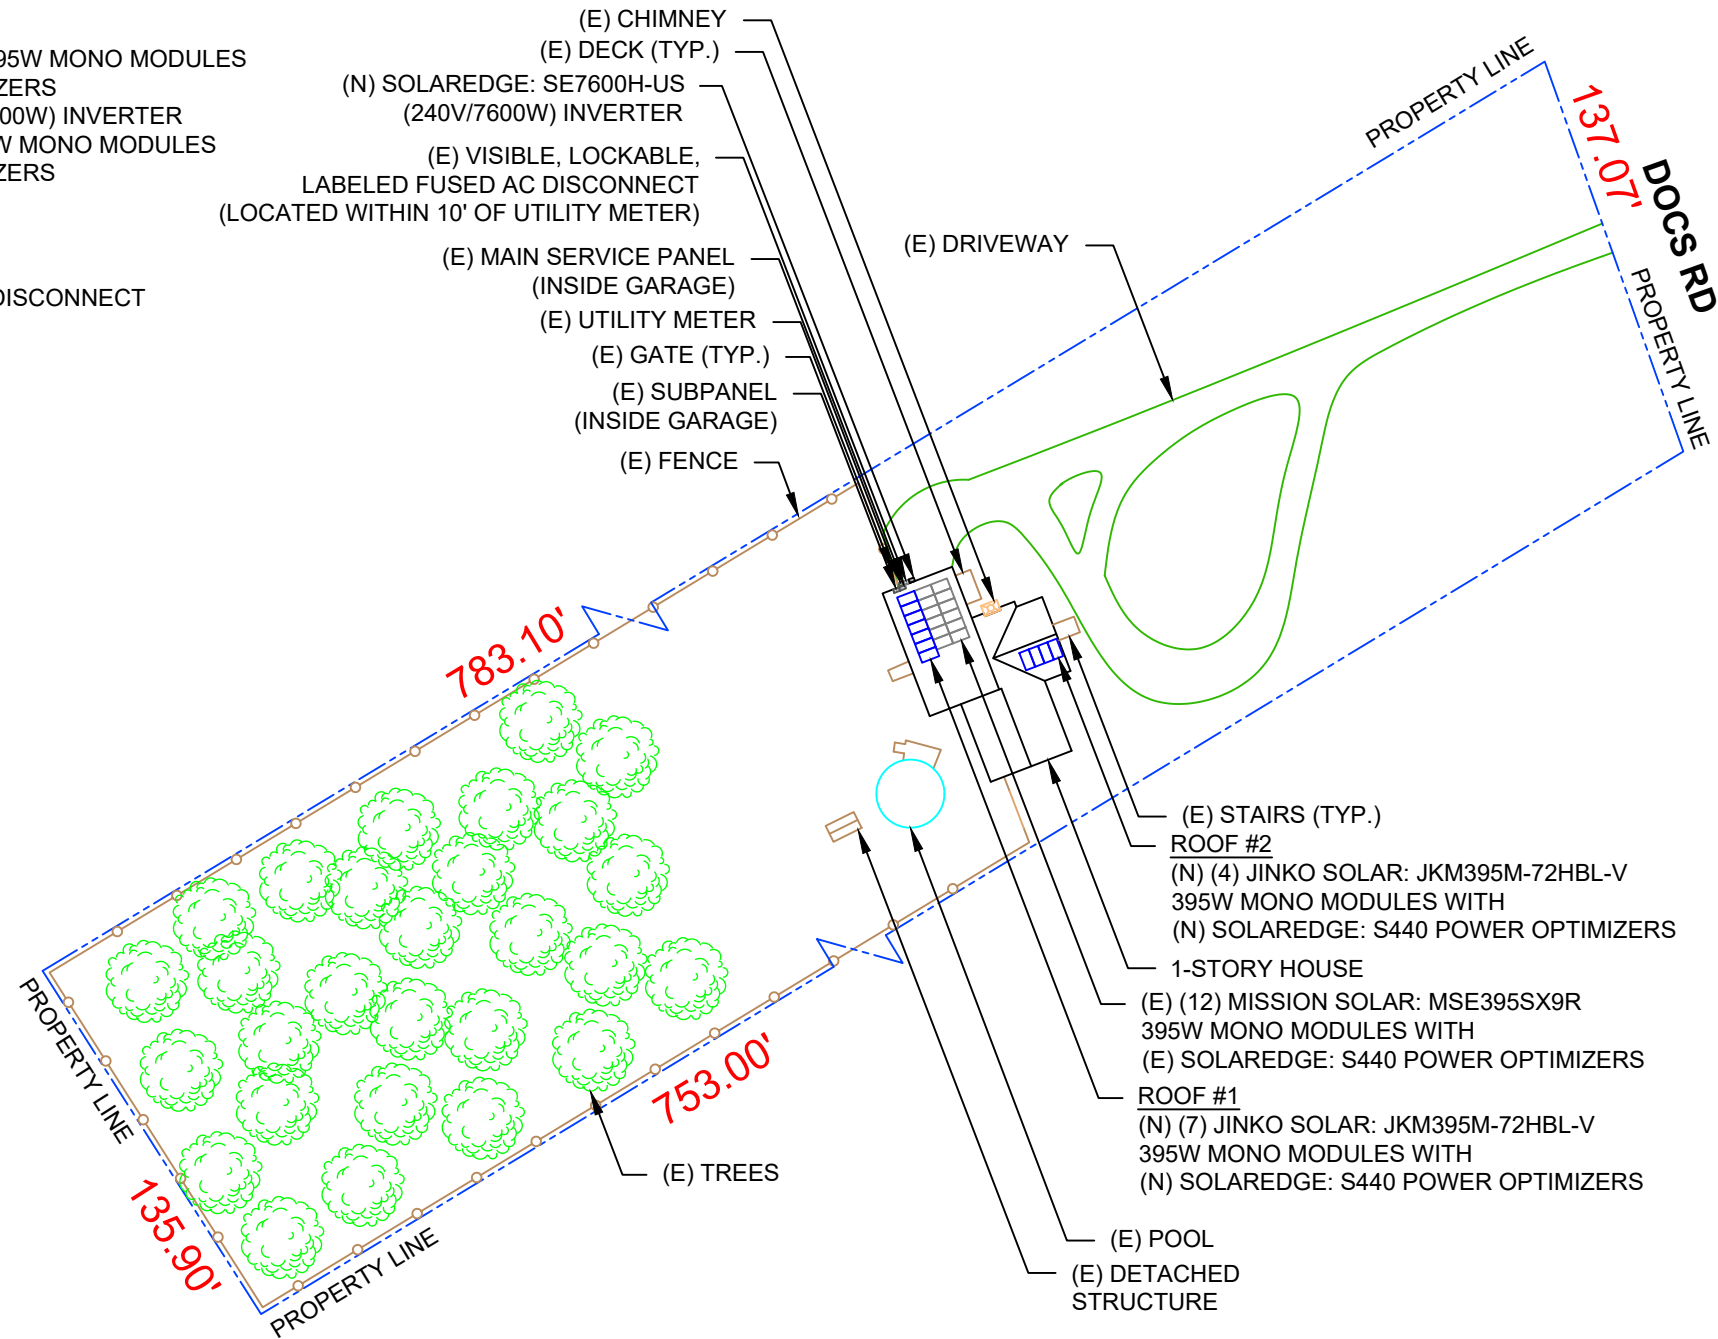 (E) CHIMNEY
(E) DECK (TYP.)
(N) SOLAREDGE: SE7600H-US
(240V/7600W) INVERTER
(E) VISIBLE, LOCKABLE,
LABELED FUSED AC DISCONNECT
(LOCATED WITHIN 10' OF UTILITY METER)
(E) MAIN SERVICE PANEL
(INSIDE GARAGE)
(E) UTILITY METER
(E) GATE (TYP.)
(E) SUBPANEL
(INSIDE GARAGE)
(E) FENCE
95W MONO MODULES
ZERS
00W) INVERTER
W MONO MODULES
ZERS
DISCONNECT
(E) DRIVEWAY
PROPERTY LINE
137.07'
DOCS RD
PROPERTY LINE
783.10'
PROPERTY LINE
135.90'
PROPERTY LINE
753.00'
(E) TREES
(E) STAIRS (TYP.)
ROOF #2
(N) (4) JINKO SOLAR: JKM395M-72HBL-V
395W MONO MODULES WITH
(N) SOLAREDGE: S440 POWER OPTIMIZERS
1-STORY HOUSE
(E) (12) MISSION SOLAR: MSE395SX9R
395W MONO MODULES WITH
(E) SOLAREDGE: S440 POWER OPTIMIZERS
ROOF #1
(N) (7) JINKO SOLAR: JKM395M-72HBL-V
395W MONO MODULES WITH
(N) SOLAREDGE: S440 POWER OPTIMIZERS
(E) POOL
(E) DETACHED
STRUCTURE